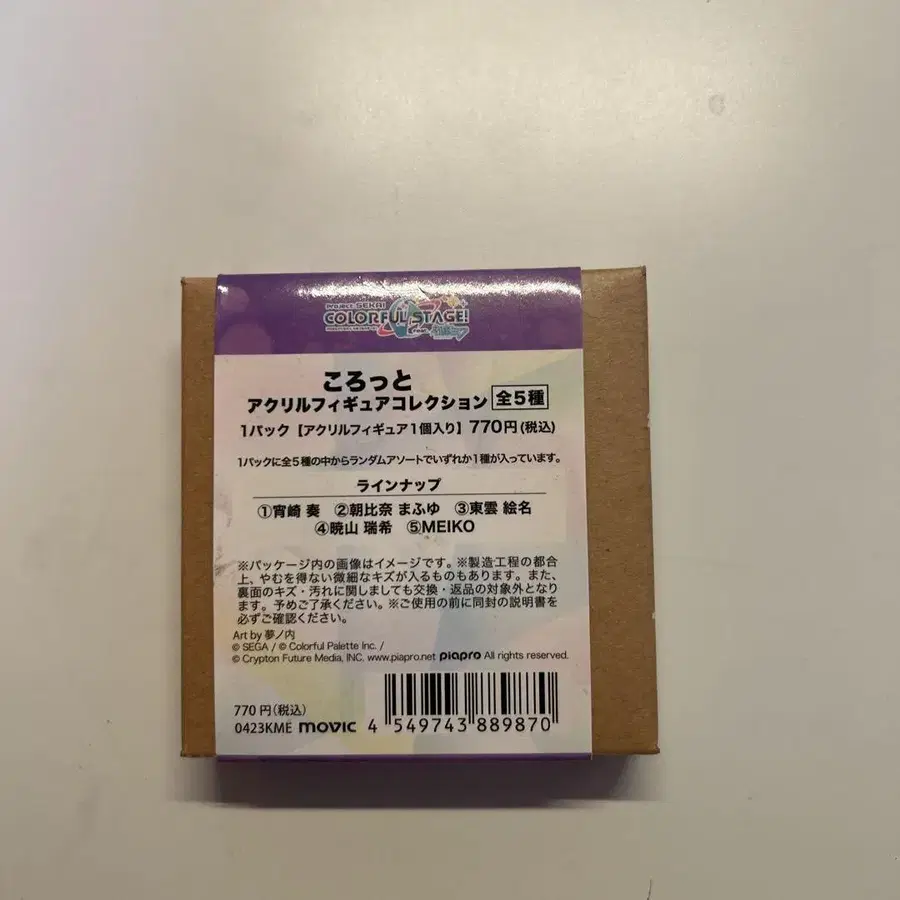 Project SEKAI
COLORFUL STAGE!
feat. 初音ミク
ころっと
アクリルフィギュアコレクション 全5種
1パック【アクリルフィギュア1個入り】770円(税込)
1パックに全5種の中からランダムアソートでいずれか1種が入っています。
ラインナップ
①宵崎 奏 ②朝比奈 まふゆ ③東雲 絵名
④暁山 瑞希 ⑤MEIKO
※パッケージ内の画像はイメージです。※製造工程の都合
上、やむを得ない微細なキズが入るものもあります。また、
裏面のキズ・汚れに関しましても交換・返品の対象外となり
ます。予めご了承ください。※ご使用の前に同封の説明書を
必ずご確認ください。
Art by 夢ノ内
© SEGA / © Colorful Palette Inc. /
© Crypton Future Media, INC. www.piapro.net piapro All rights reserved.
770円(税込)
0423KME movic 4 549743 889870